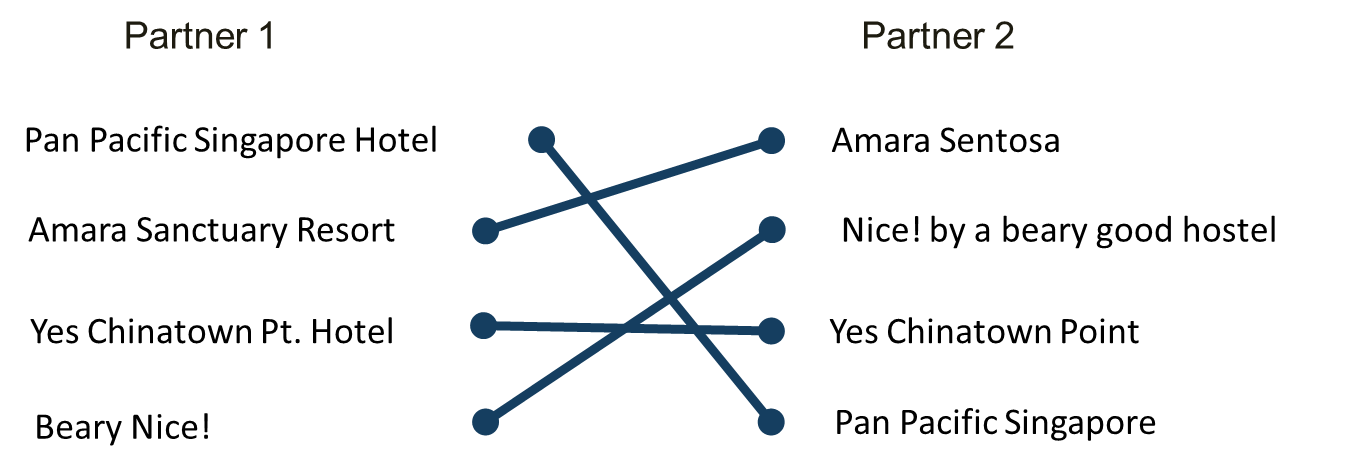 Partner 1 Partner 2
Pan Pacific Singapore Hotel Amara Sentosa
Amara Sanctuary Resort Nice! by a beary good hostel
Yes Chinatown Pt. Hotel Yes Chinatown Point
Beary Nice! Pan Pacific Singapore